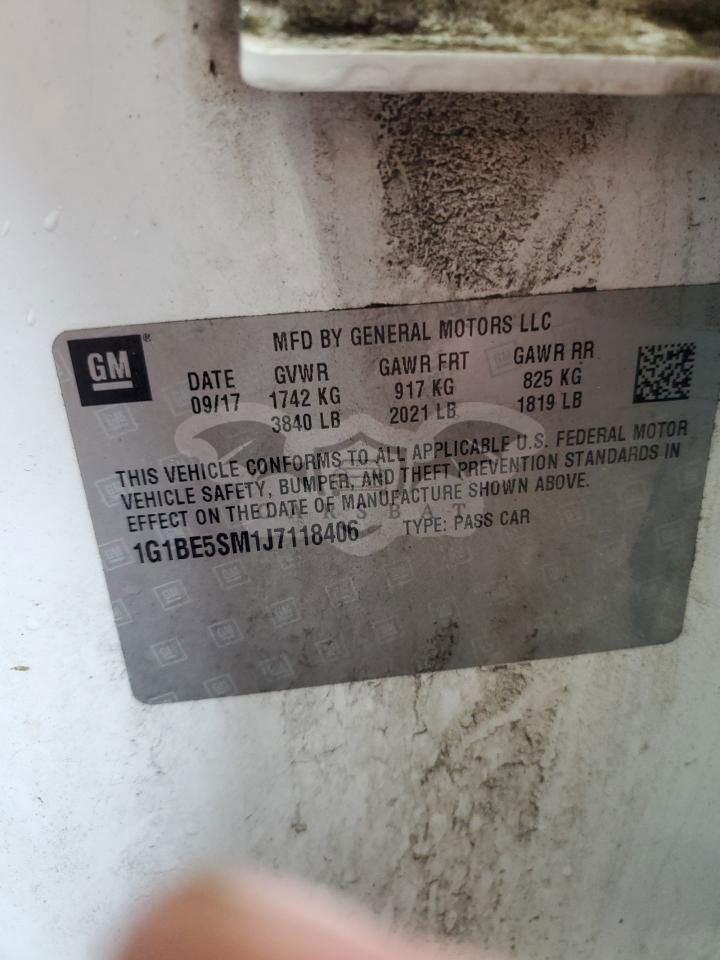 GM ®
MFD BY GENERAL MOTORS LLC
DATE GVWR GAWR FRT GAWR RR
09/17 1742 KG 917 KG 825 KG
3840 LB 2021 LB 1819 LB
THIS VEHICLE CONFORMS TO ALL APPLICABLE U.S. FEDERAL MOTOR
VEHICLE SAFETY, BUMPER, AND THEFT PREVENTION STANDARDS IN
EFFECT ON THE DATE OF MANUFACTURE SHOWN ABOVE.
1G1BE5SM1J7118406 TYPE: PASS CAR